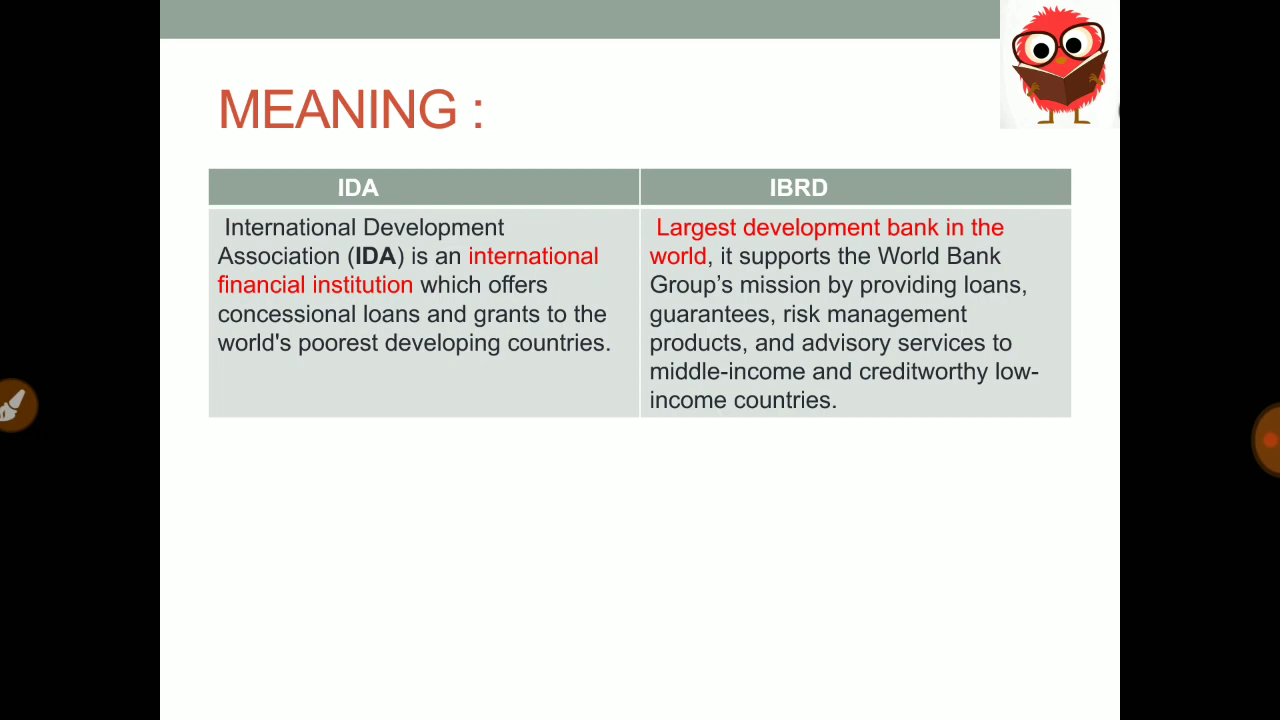 MEANING :
IDA
IBRD
International Development
Association (IDA) is an international
financial institution which offers
concessional loans and grants to the
world's poorest developing countries.
Largest development bank in the
world, it supports the World Bank
Group’s mission by providing loans,
guarantees, risk management
products, and advisory services to
middle-income and creditworthy low-
income countries.